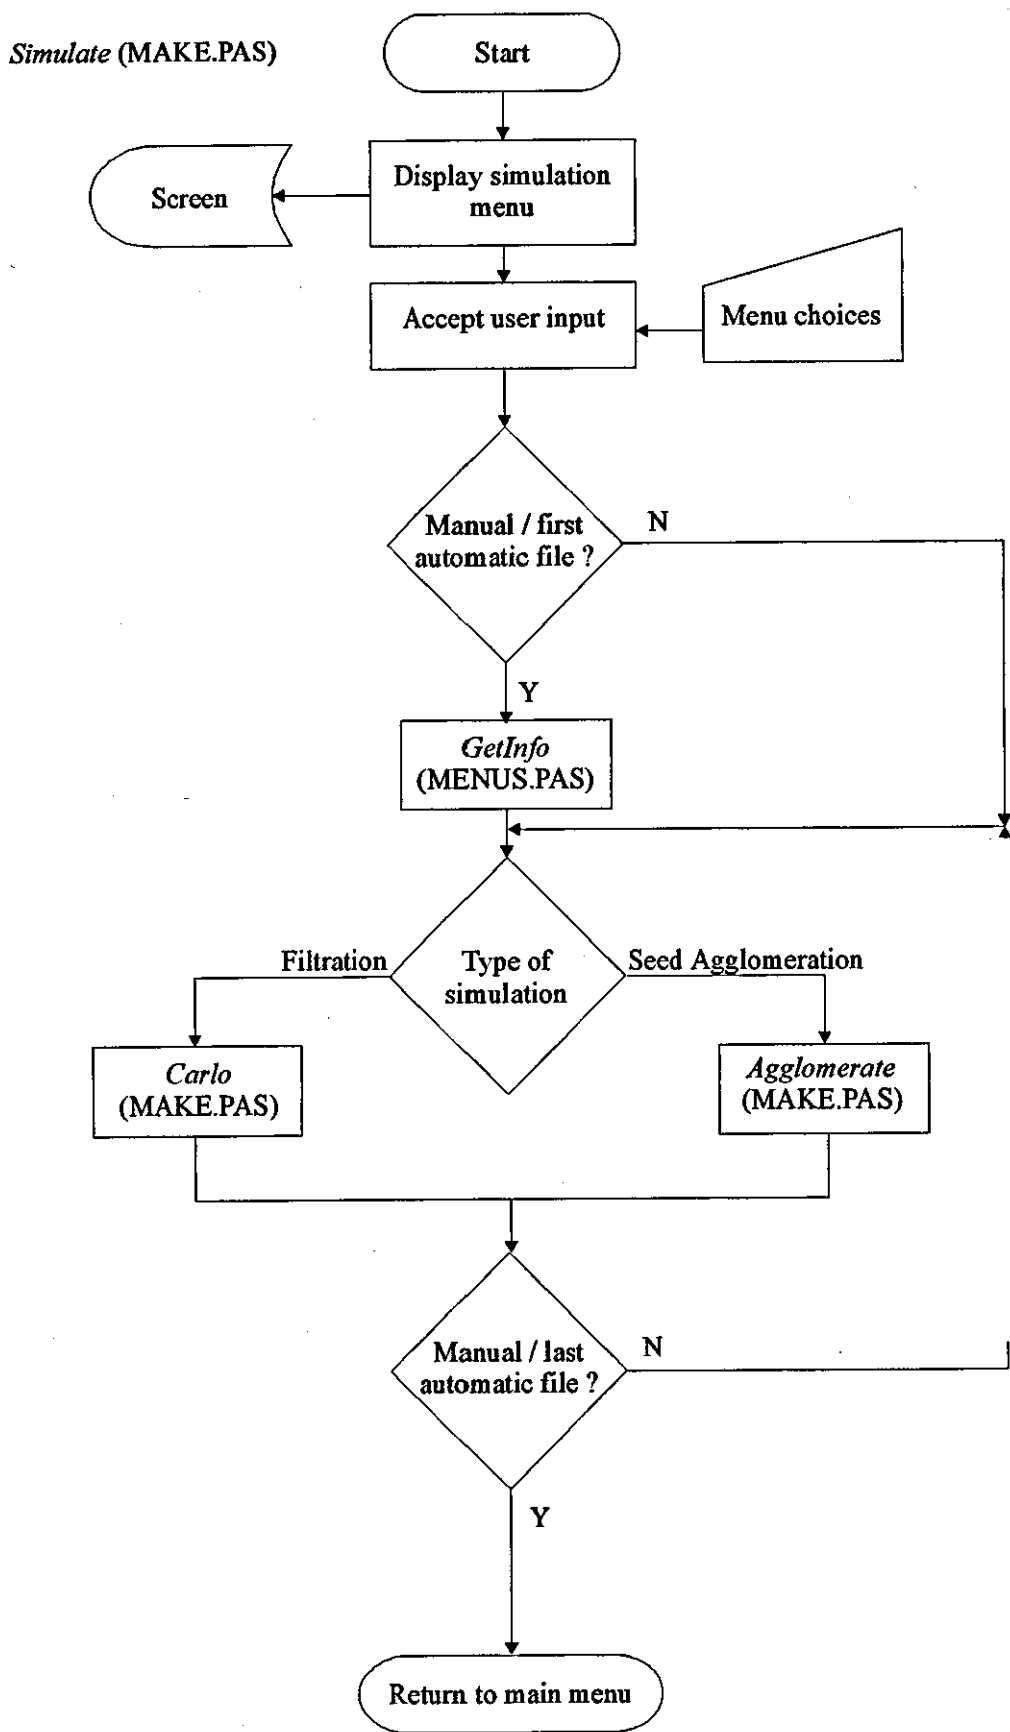 Simulate (MAKE.PAS)
Start
Display simulation
menu
Screen
Accept user input
Menu choices
Manual / first
automatic file ?
N
Y
GetInfo
(MENUS.PAS)
Filtration
Type of
simulation
Seed Agglomeration
Carlo
(MAKE.PAS)
Agglomerate
(MAKE.PAS)
Manual / last
automatic file ?
N
Y
Return to main menu